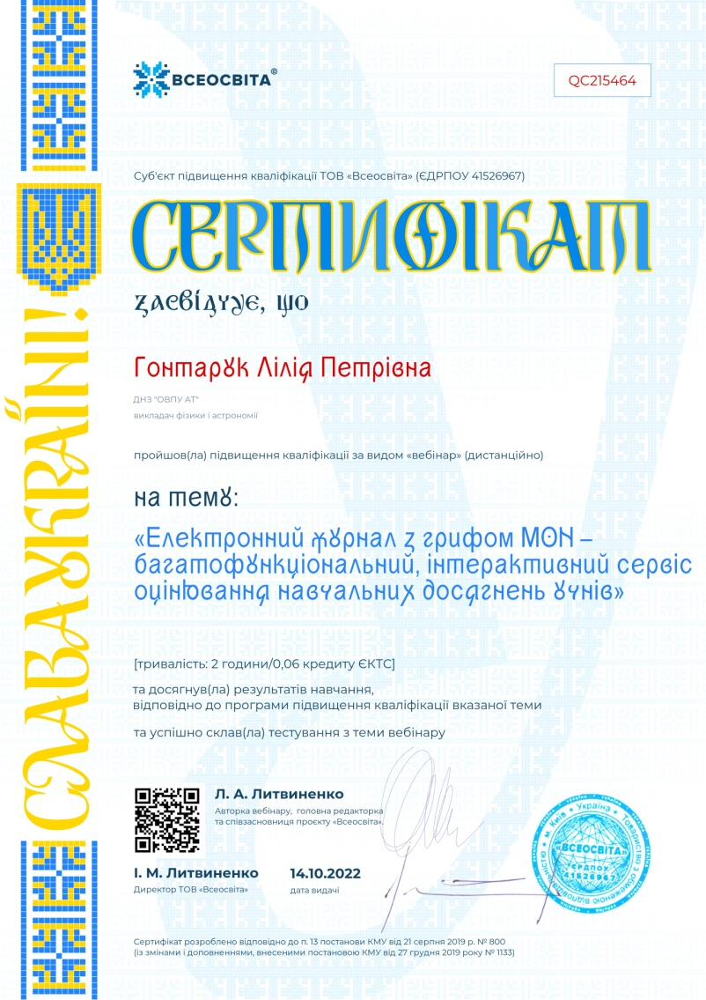 ВСЕОСВІТА©
QC215464
Суб'єкт підвищення кваліфікації ТОВ «Всеосвіта» (ЄДРПОУ 41526967)
СЕРТИФІКАТ
засвідчує, що
Гонтарук Лілія Петрівна
ДНЗ "ОВПУ АТ"
викладач фізики і астрономії
пройшов(ла) підвищення кваліфікації за видом «вебінар» (дистанційно)
на тему:
«Електронний журнал з грифом МОН –
багатофункціональний, інтерактивний сервіс
оцінювання навчальних досягнень учнів»
[тривалість: 2 години/0,06 кредиту ЄКТС]
та досягнув(ла) результатів навчання,
відповідно до програми підвищення кваліфікації вказаної теми
та успішно склав(ла) тестування з теми вебінару
Л. А. Литвиненко
Авторка вебінару, головна редакторка
та співзасновниця проєкту «Всеосвіта».
І. М. Литвиненко
Директор ТОВ «Всеосвіта»
14.10.2022
дата видачі
Україна * Товариство з обмеженою відповідальністю * м. Київ *
«ВСЕОСВІТА»
ЄРДПОУ
41526967
Сертифікат розроблено відповідно до п. 13 постанови КМУ від 21 серпня 2019 р. № 800
(із змінами і доповненнями, внесеними постановою КМУ від 27 грудня 2019 року № 1133)
СЛАВА УКРАЇНІ!